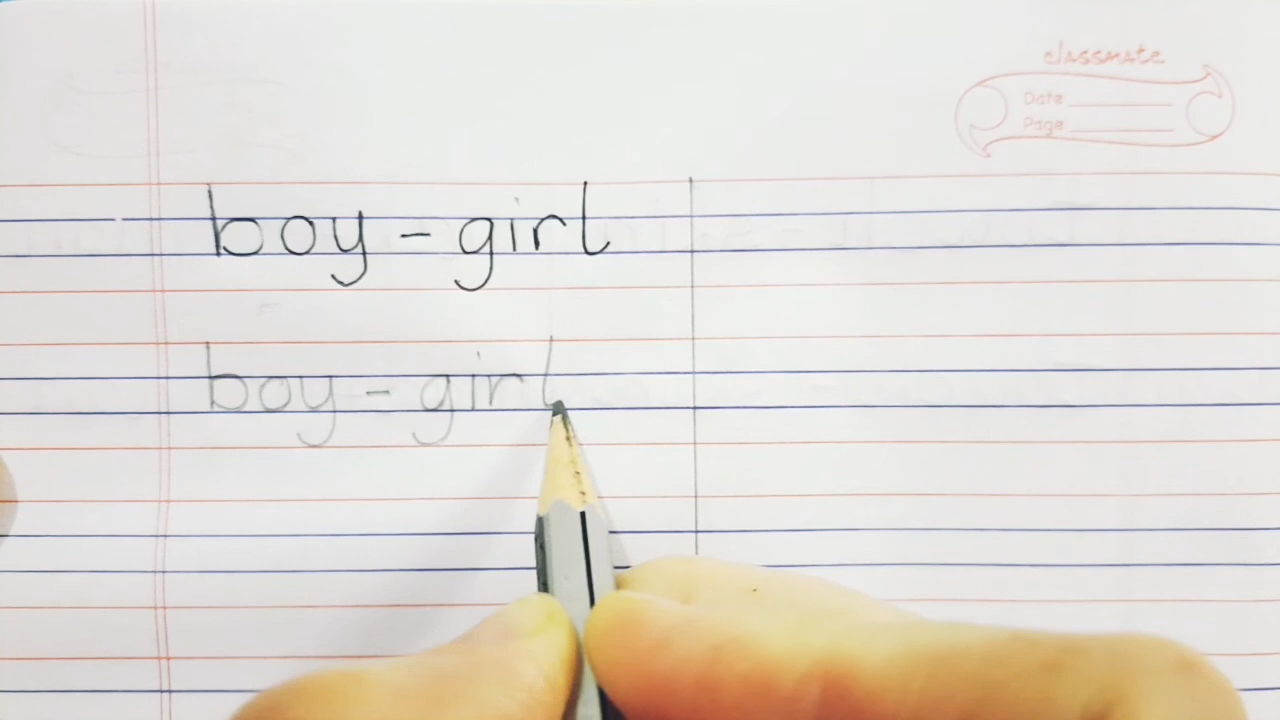 classmate
Date
Page
boy - girl
boy - girl